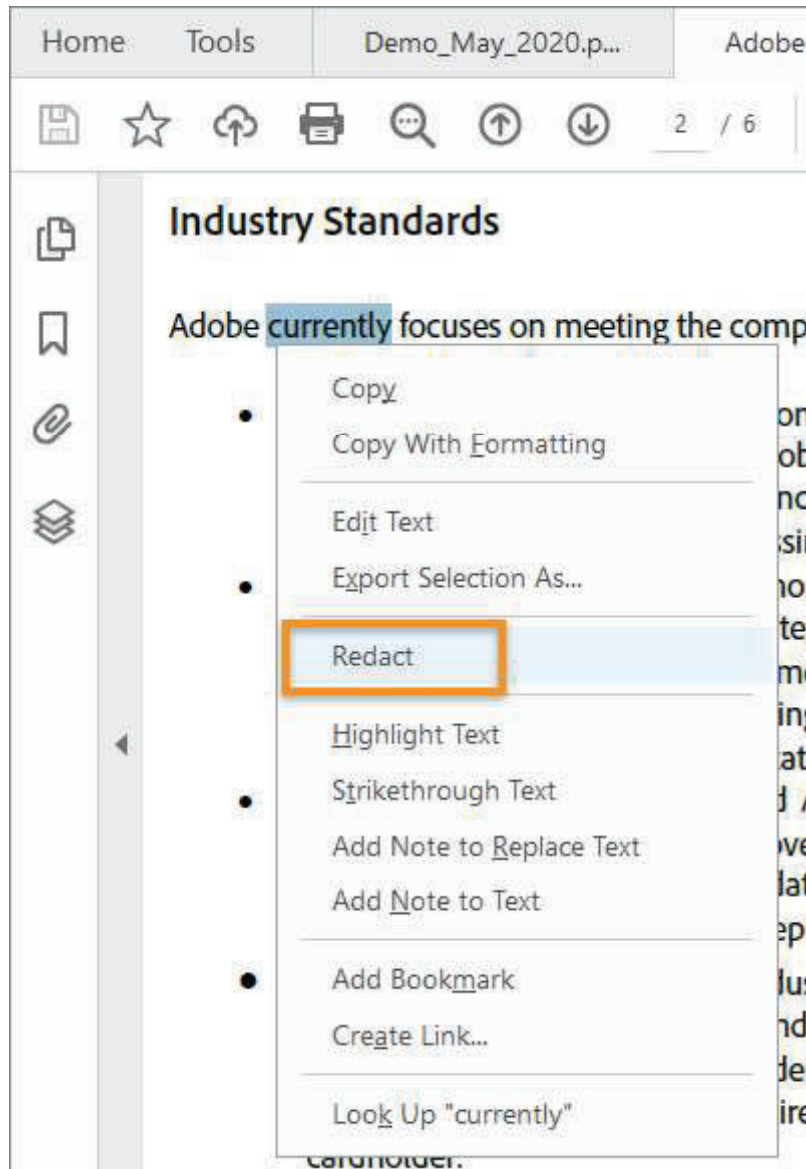 Home Tools Demo_May_2020.p... Adobe
2 / 6
Industry Standards
Adobe currently focuses on meeting the comp
Copy
Copy With Formatting
Edit Text
Export Selection As...
Redact
Highlight Text
Strikethrough Text
Add Note to Replace Text
Add Note to Text
Add Bookmark
Create Link...
Look Up "currently"
cardholder.